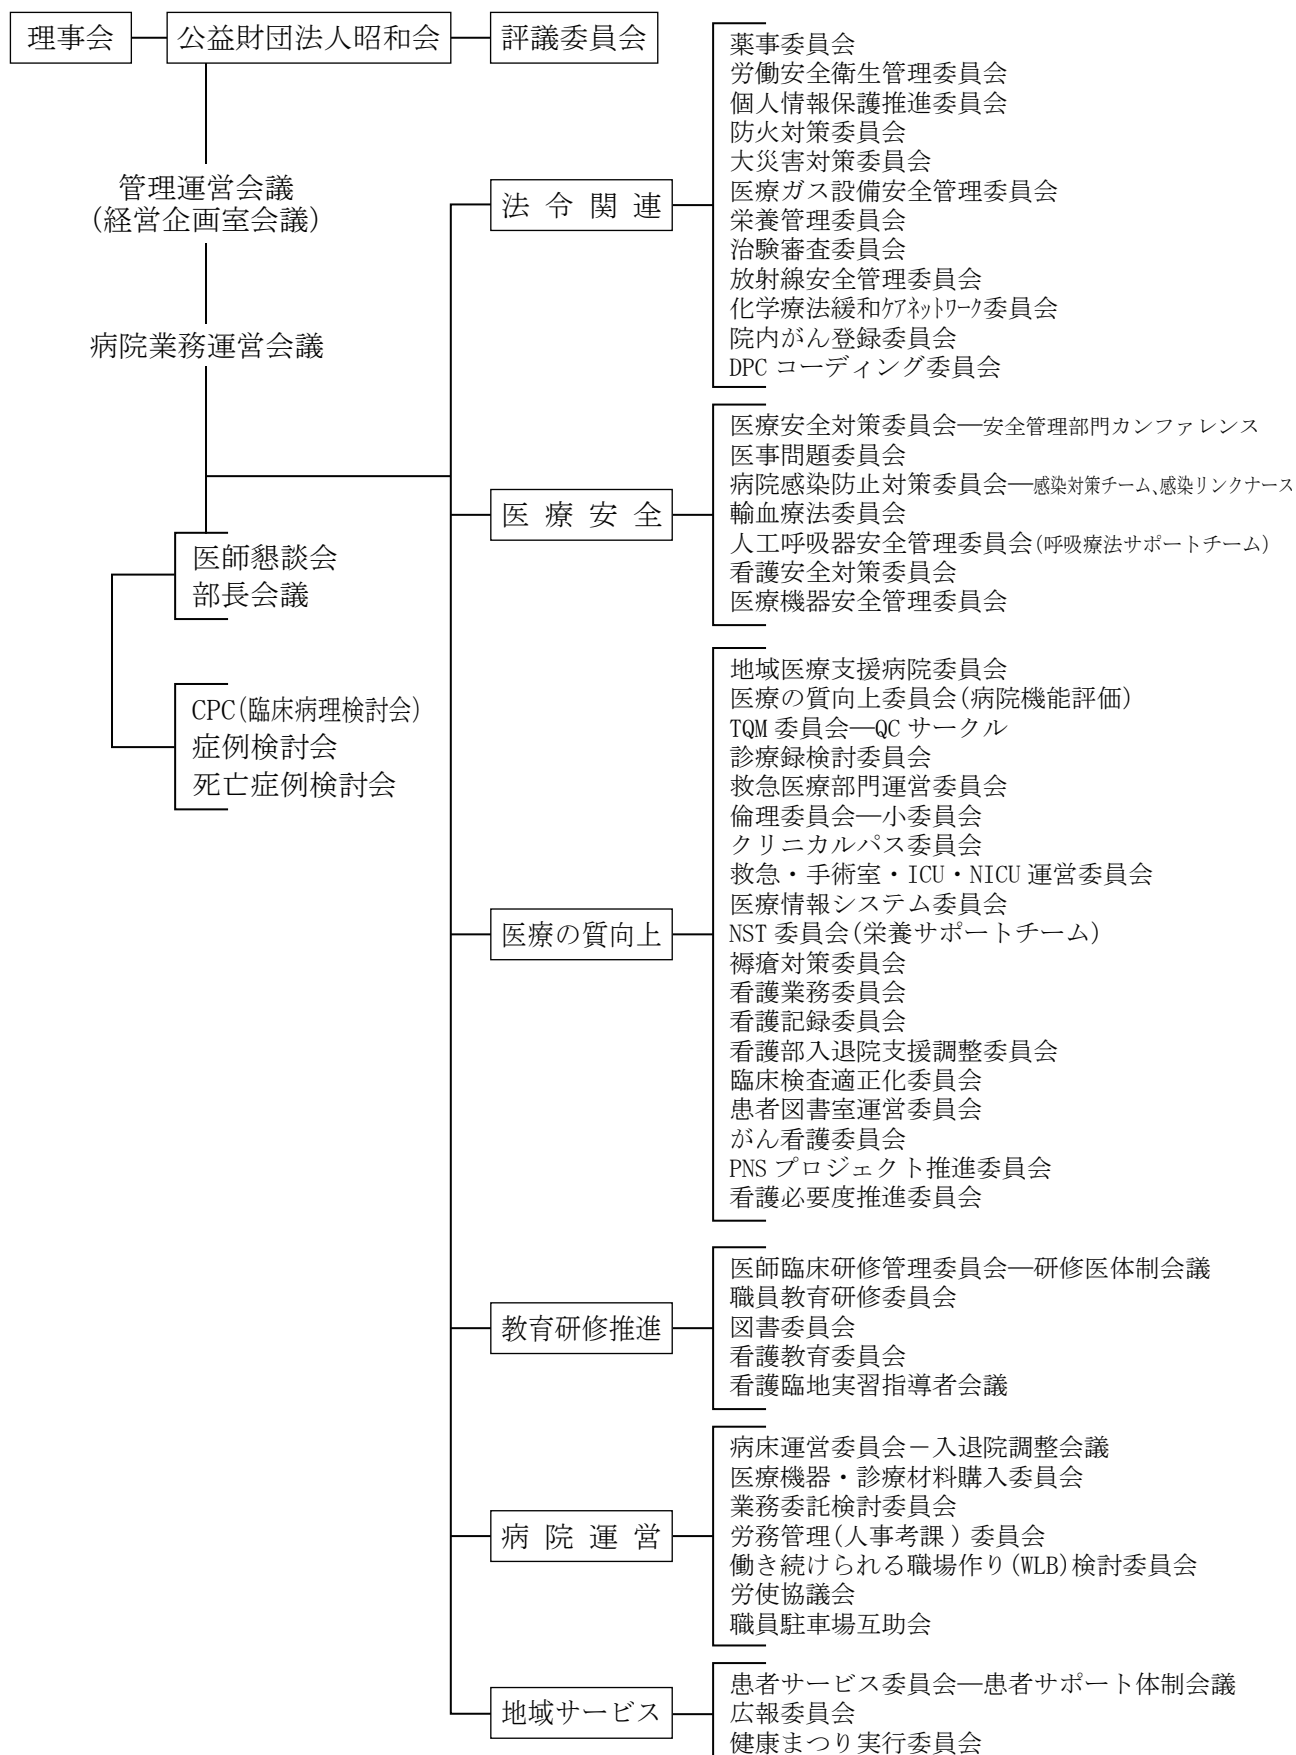 理事会
公益財団法人昭和会
評議委員会
管理運営会議
(経営企画室会議)
病院業務運営会議
医師懇談会
部長会議
CPC(臨床病理検討会)
症例検討会
死亡症例検討会
法令関連
薬事委員会
労働安全衛生管理委員会
個人情報保護推進委員会
防火対策委員会
大災害対策委員会
医療ガス設備安全管理委員会
栄養管理委員会
治験審査委員会
放射線安全管理委員会
化学療法緩和ケアネットワーク委員会
院内がん登録委員会
DPC コーディング委員会
医療安全
医療安全対策委員会―安全管理部門カンファレンス
医事問題委員会
病院感染防止対策委員会―感染対策チーム、感染リンクナース
輸血療法委員会
人工呼吸器安全管理委員会(呼吸療法サポートチーム)
看護安全対策委員会
医療機器安全管理委員会
医療の質向上
地域医療支援病院委員会
医療の質向上委員会(病院機能評価)
TQM 委員会―QC サークル
診療録検討委員会
救急医療部門運営委員会
倫理委員会―小委員会
クリニカルパス委員会
救急・手術室・ICU・NICU 運営委員会
医療情報システム委員会
NST 委員会(栄養サポートチーム)
褥瘡対策委員会
看護業務委員会
看護記録委員会
看護部入退院支援調整委員会
臨床検査適正化委員会
患者図書室運営委員会
がん看護委員会
PNS プロジェクト推進委員会
看護必要度推進委員会
教育研修推進
医師臨床研修管理委員会―研修医体制会議
職員教育研修委員会
図書委員会
看護教育委員会
看護臨地実習指導者会議
病院運営
病床運営委員会－入退院調整会議
医療機器・診療材料購入委員会
業務委託検討委員会
労務管理(人事考課) 委員会
働き続けられる職場作り(WLB)検討委員会
労使協議会
職員駐車場互助会
地域サービス
患者サービス委員会―患者サポート体制会議
広報委員会
健康まつり実行委員会